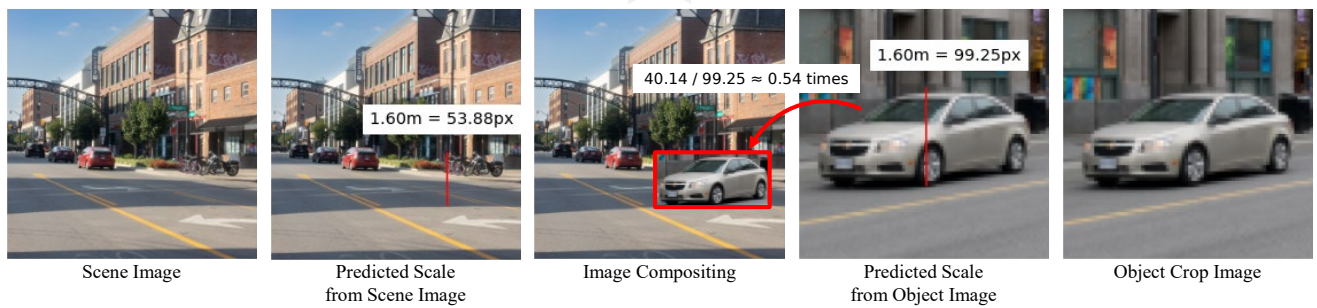 1.60m = 53.88px
40.14 / 99.25 ≈ 0.54 times
1.60m = 99.25px
Scene Image
Predicted Scale
from Scene Image
Image Compositing
Predicted Scale
from Object Image
Object Crop Image